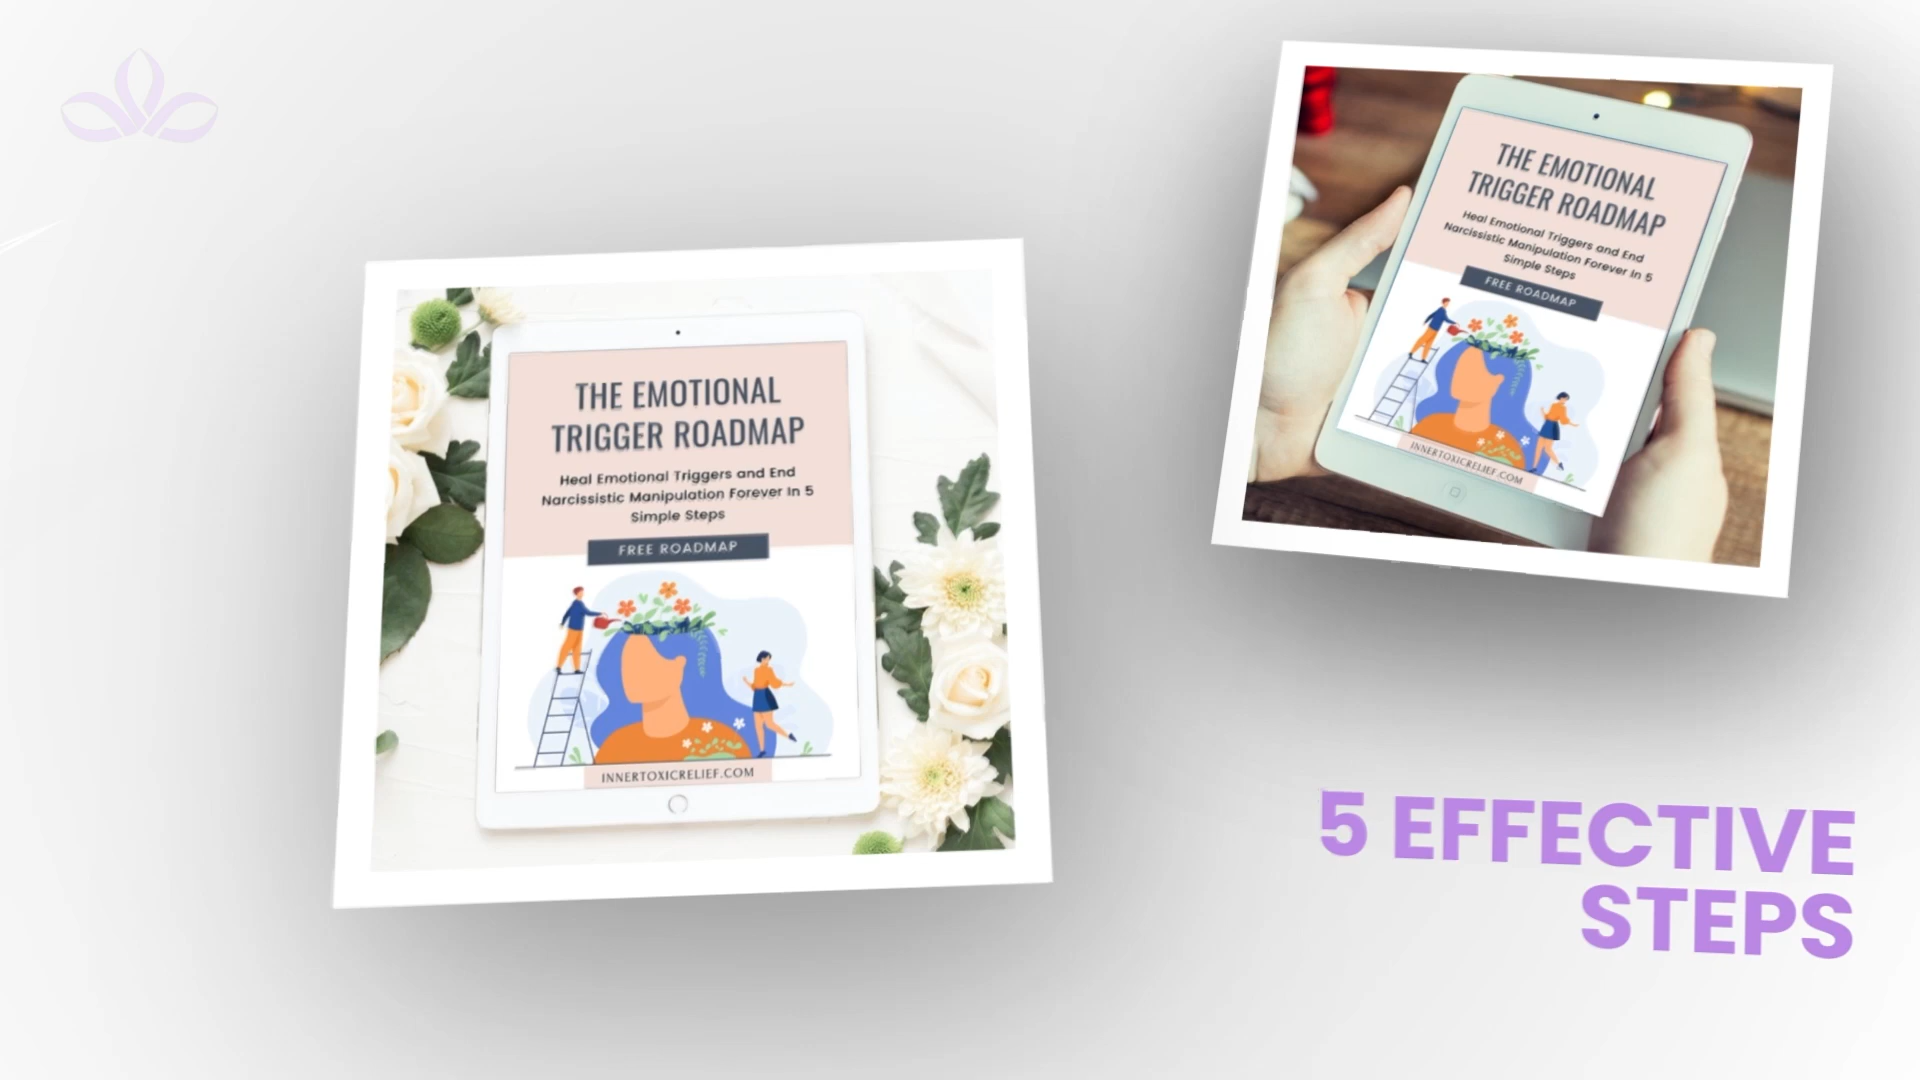 THE EMOTIONAL
TRIGGER ROADMAP
Heal Emotional Triggers and End
Narcissistic Manipulation Forever In 5
Simple Steps
FREE ROADMAP
INNERTOXICRELIEF.COM
THE EMOTIONAL
TRIGGER ROADMAP
Heal Emotional Triggers and End
Narcissistic Manipulation Forever In 5
Simple Steps
FREE ROADMAP
INNERTOXICRELIEF.COM
5 EFFECTIVE
STEPS